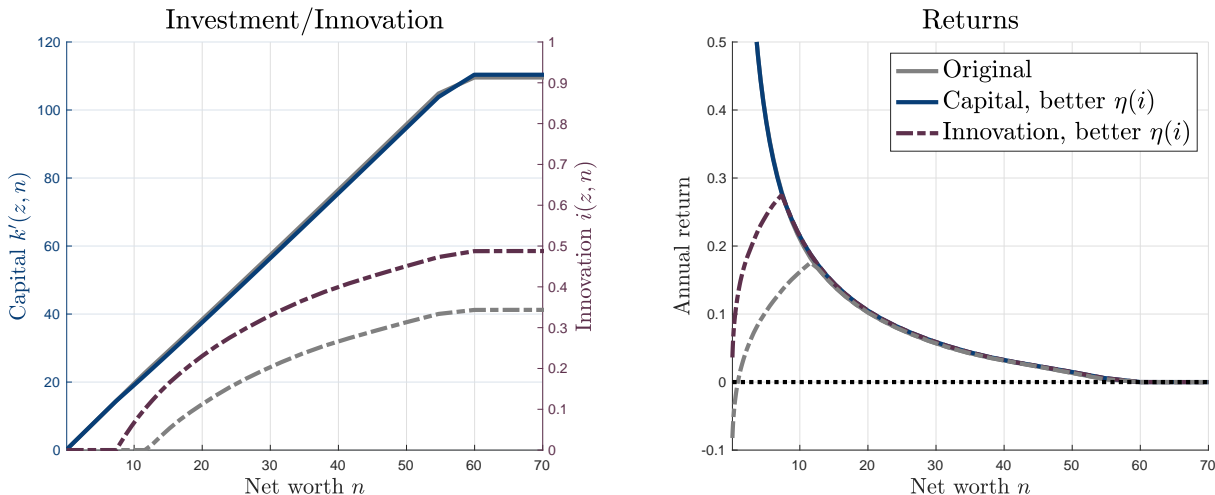 Investment/Innovation
120
100
80
60
40
20
0
Capital k′(z, n)
1
0.9
0.8
0.7
0.6
0.5
0.4
0.3
0.2
0.1
0
Innovation i(z, n)
10 20 30 40 50 60 70
Net worth n
Returns
0.5
0.4
0.3
0.2
0.1
0
-0.1
Annual return
Original
Capital, better η(i)
Innovation, better η(i)
10 20 30 40 50 60 70
Net worth n